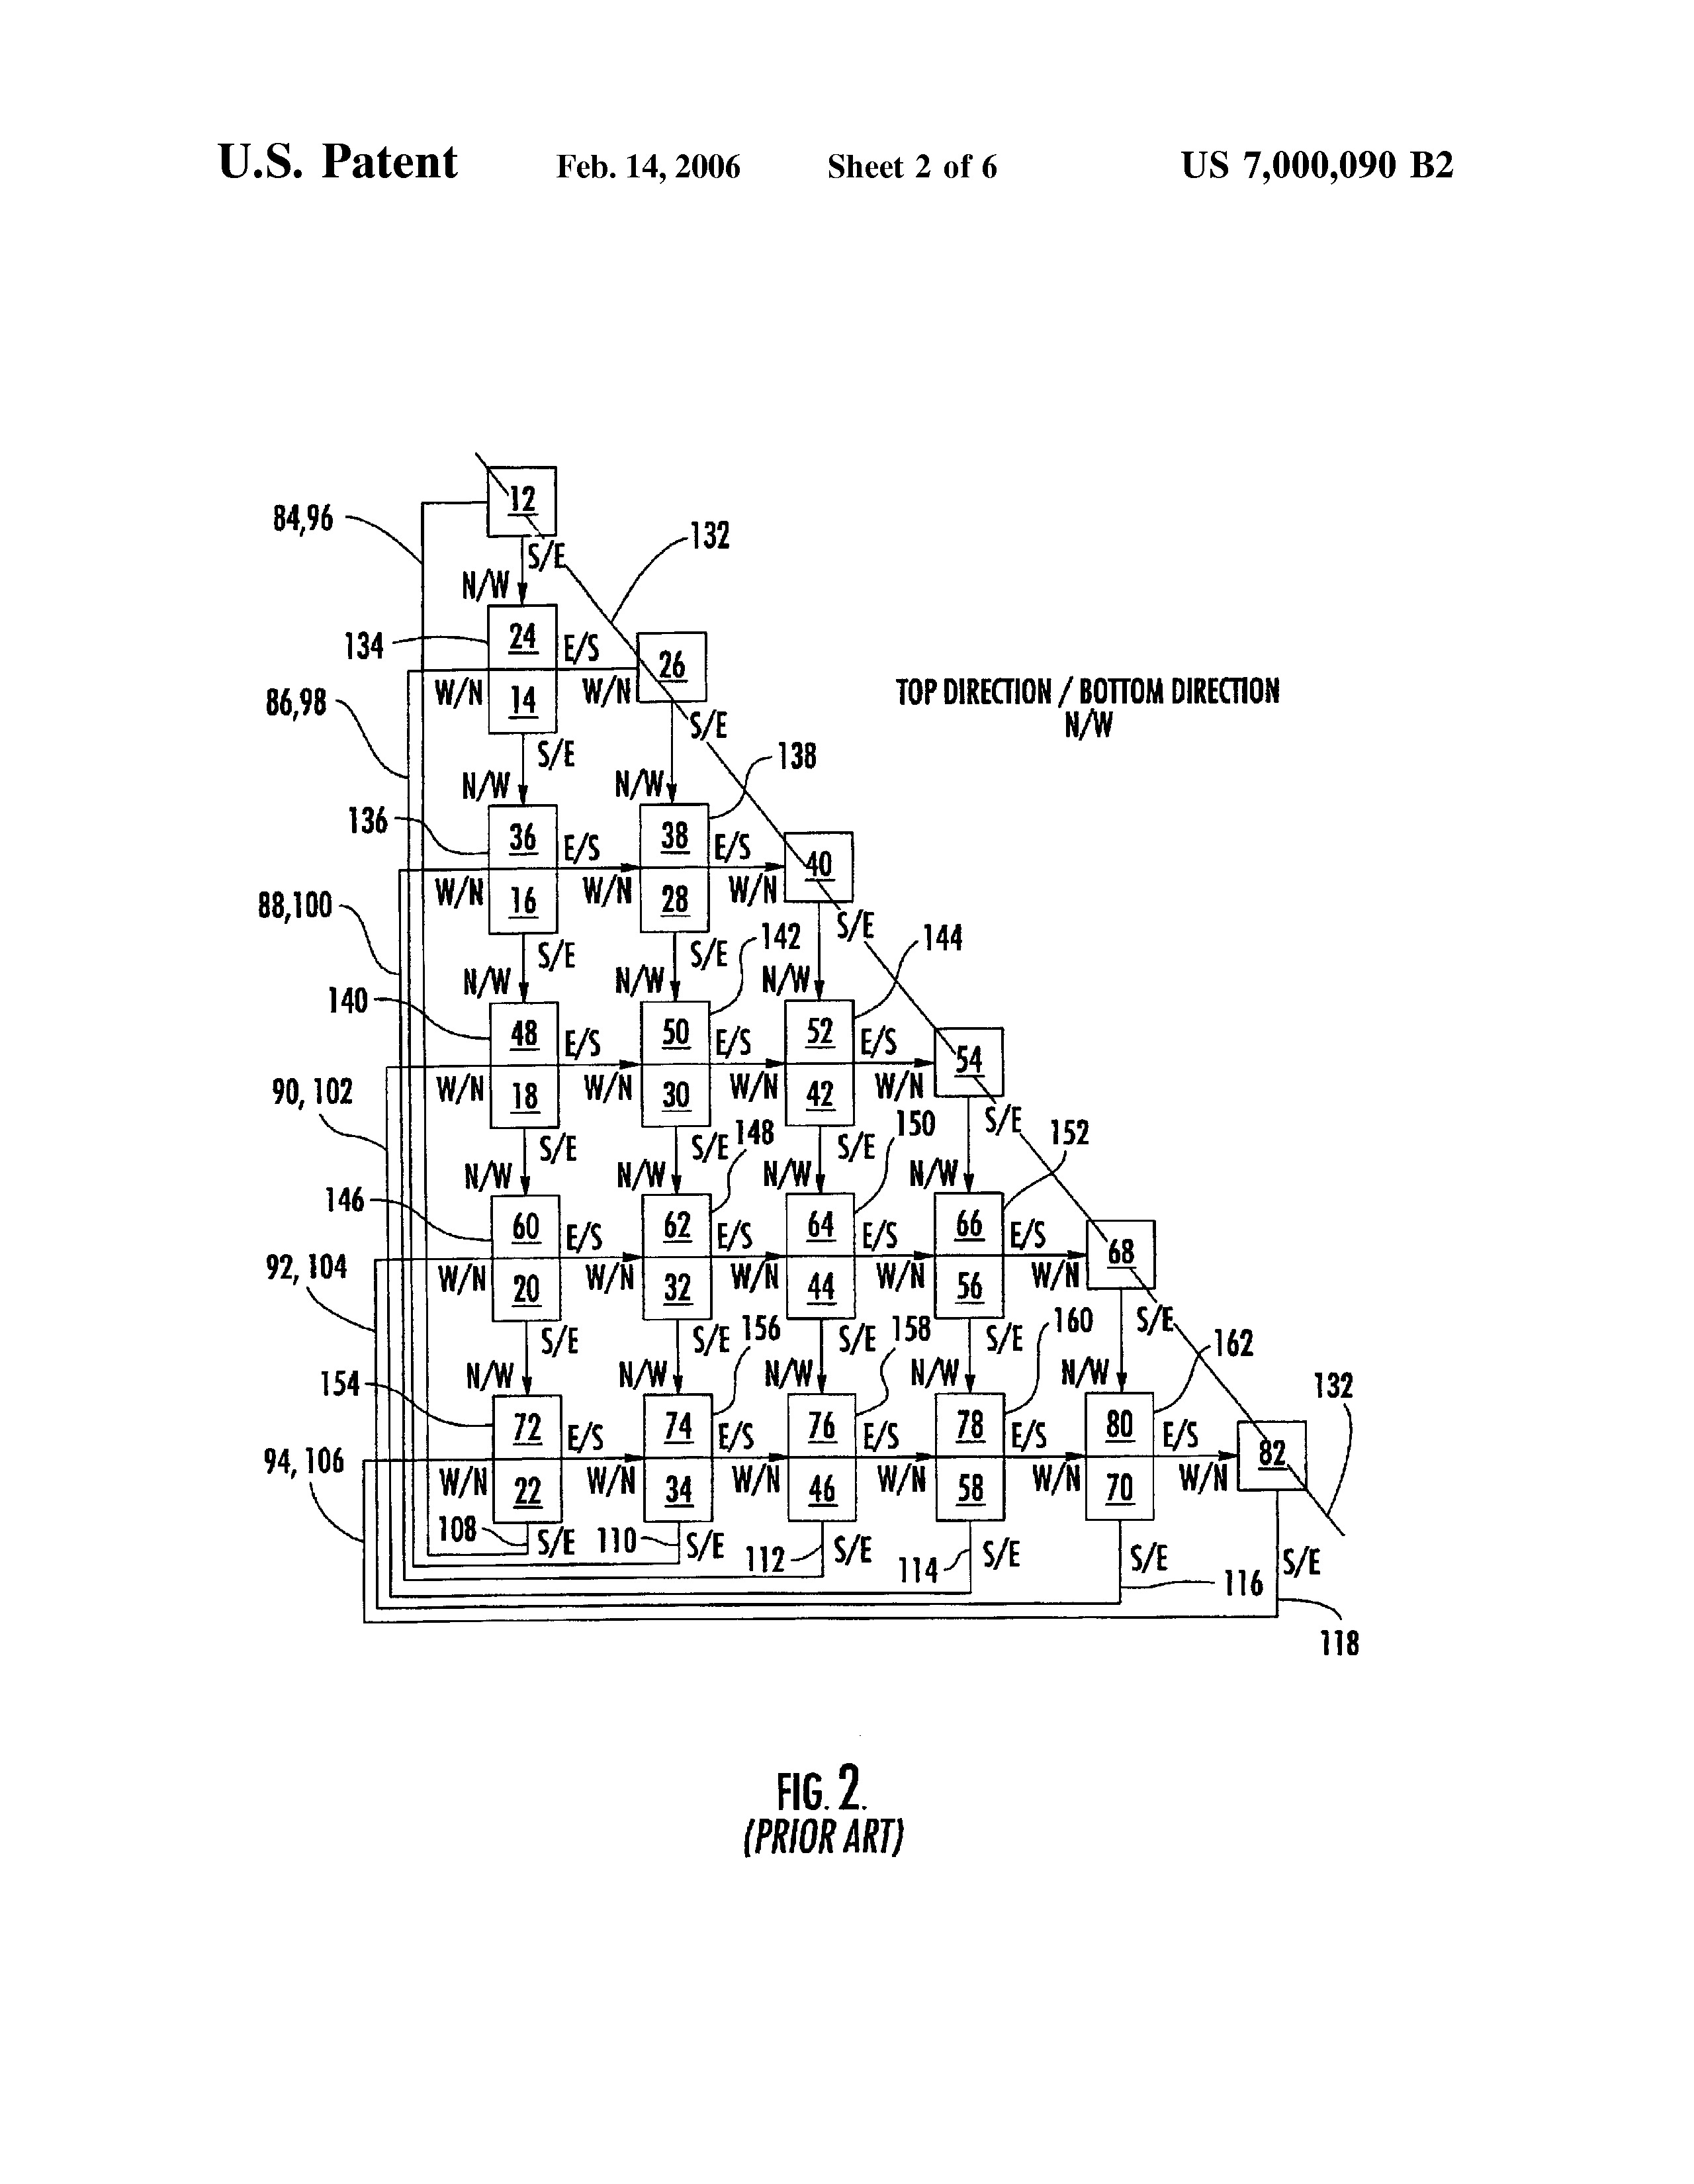 U.S. Patent Feb. 14, 2006 Sheet 2 of 6 US 7,000,090 B2
12
84,96
132
S/E
N/W
24 E/S
134
26
W/N 14 W/N
TOP DIRECTION / BOTTOM DIRECTION
86,98
N/W
S/E
S/E
138
N/W N/W
136
36 E/S 38 E/S
40
W/N 16 W/N 28 W/N
88,100
S/E
142
144
S/E S/E
N/W N/W N/W
140
48 E/S 50 E/S 52 E/S
54
W/N 18 W/N 30 W/N 42 W/N
90, 102
S/E
150
148
152
S/E S/E S/E
N/W N/W N/W N/W
146
60 E/S 62 E/S 64 E/S 66 E/S
68
92, 104
W/N 20 W/N 32 W/N 44 W/N 56 W/N
S/E
156 158 160
162
S/E S/E S/E S/E
N/W N/W N/W N/W N/W
154
132
72 E/S 74 E/S 76 E/S 78 E/S 80 E/S
82
94, 106
W/N 22 W/N 34 W/N 46 W/N 58 W/N 70 W/N
108 S/E 110 S/E 112 S/E 114 S/E S/E S/E
116
118
FIG. 2.
(PRIOR ART)